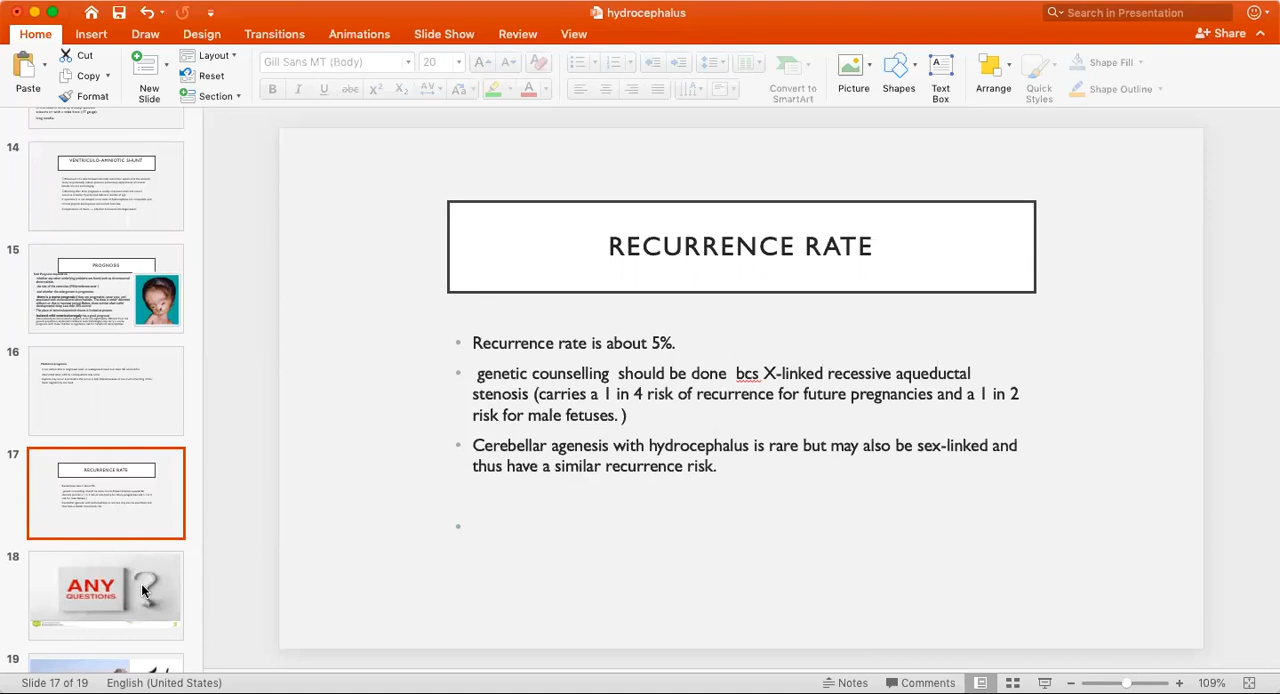 hydrocephalus
Search in Presentation
Home Insert Draw Design Transitions Animations Slide Show Review View
Share
Paste
Cut
Copy
Format
New Slide
Layout
Reset
Section
Gill Sans MT (Body) 20
Convert to SmartArt
Picture
Shapes
Text Box
Arrange
Quick Styles
Shape Fill
Shape Outline
14
VENTRICULO-AMNIOTIC SHUNT
15
PROGNOSIS
16
17
RECURRENCE RATE
18
ANY
QUESTIONS
?
19
RECURRENCE RATE
• Recurrence rate is about 5%.
• genetic counselling should be done bcs X-linked recessive aqueductal
stenosis (carries a 1 in 4 risk of recurrence for future pregnancies and a 1 in 2
risk for male fetuses. )
• Cerebellar agenesis with hydrocephalus is rare but may also be sex-linked and
thus have a similar recurrence risk.
•
Slide 17 of 19 English (United States) Notes Comments 109%